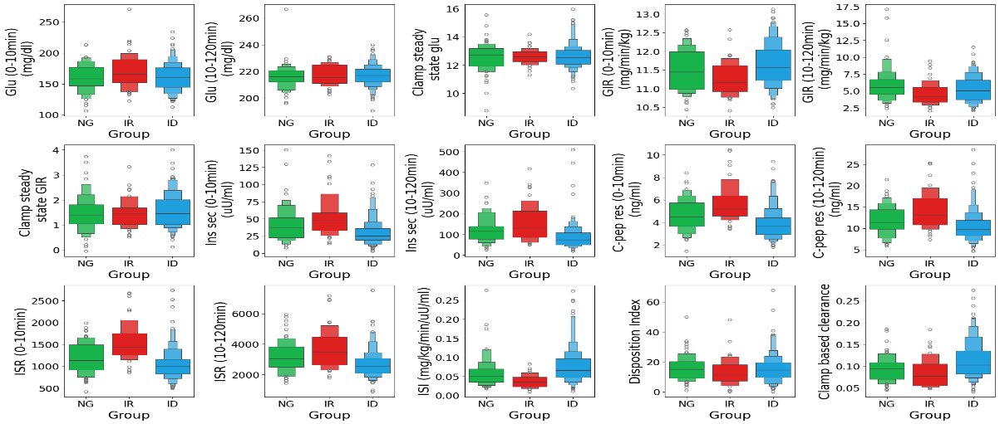 Glu (0-10min)
(mg/dl)
250
200
150
100
NG IR ID
Group
Glu (10-120min)
(mg/dl)
260
240
220
200
NG IR ID
Group
Clamp steady
state glu
16
14
12
10
NG IR ID
Group
GIR (0-10min)
(mg/min/kg)
13.0
12.5
12.0
11.5
11.0
10.5
NG IR ID
Group
GIR (10-120min)
(mg/min/kg)
17.5
15.0
12.5
10.0
7.5
5.0
2.5
NG IR ID
Group
Clamp steady
state GIR
4
3
2
1
0
NG IR ID
Group
Ins sec (0-10min)
(uU/ml)
150
125
100
75
50
25
0
NG IR ID
Group
Ins sec (10-120min)
(uU/ml)
500
400
300
200
100
0
NG IR ID
Group
C-pep res (0-10min)
(ng/ml)
10
8
6
4
2
NG IR ID
Group
C-pep res (10-120min)
(ng/ml)
25
20
15
10
5
NG IR ID
Group
ISR (0-10min)
2500
2000
1500
1000
500
NG IR ID
Group
ISR (10-120min)
6000
4000
2000
NG IR ID
Group
ISI (mg/kg/min/uU/ml)
0.25
0.20
0.15
0.10
0.05
0.00
NG IR ID
Group
Disposition Index
60
40
20
0
NG IR ID
Group
Clamp based clearance
0.25
0.20
0.15
0.10
0.05
NG IR ID
Group